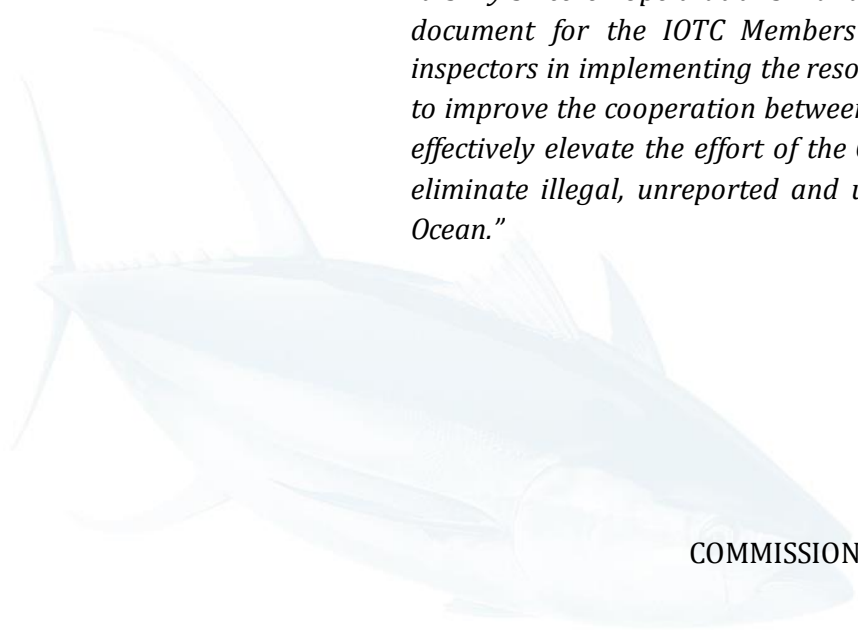 document for the IOTC Members
inspectors in implementing the reso
to improve the cooperation between
effectively elevate the effort of the
eliminate illegal, unreported and u
Ocean.”
COMMISSION